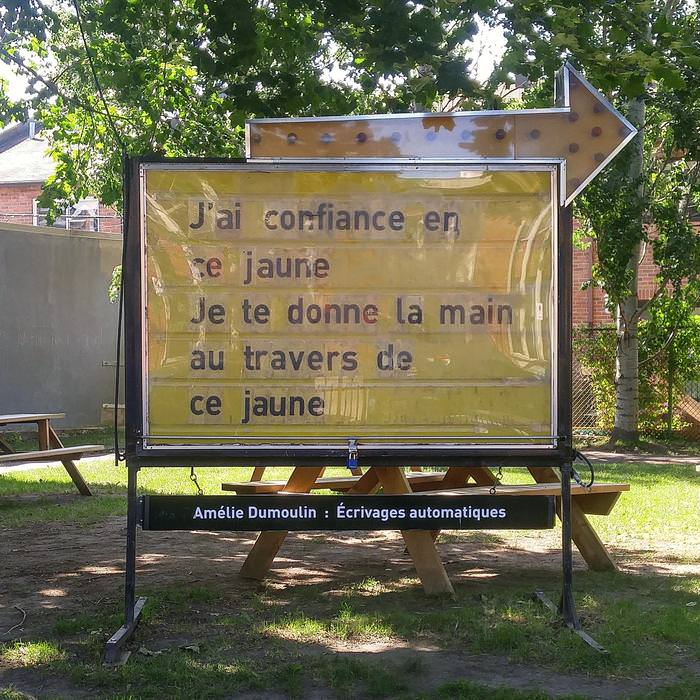 J'ai confiance en
ce jaune
Je te donne la main
au travers de
ce jaune
Amélie Dumoulin : Écrivages automatiques